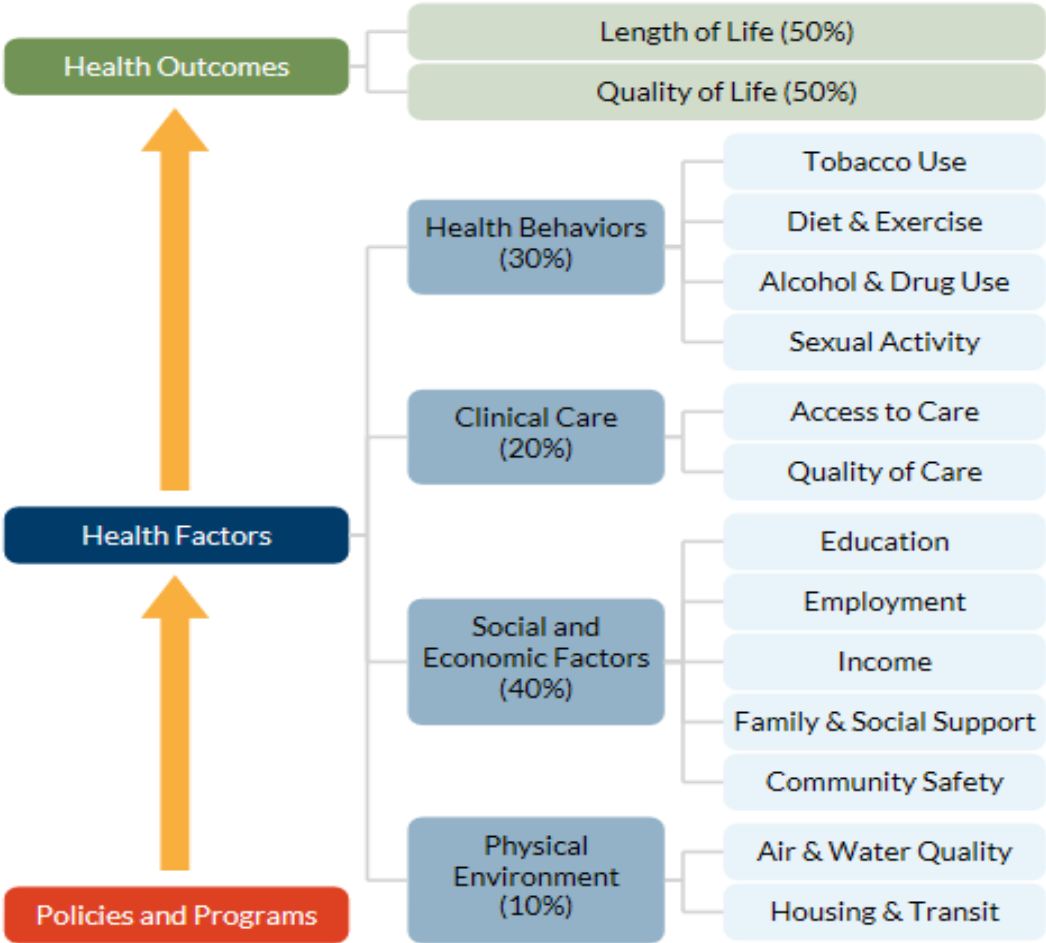 Health Outcomes
Length of Life (50%)
Quality of Life (50%)
Health Factors
Health Behaviors
(30%)
Tobacco Use
Diet & Exercise
Alcohol & Drug Use
Sexual Activity
Clinical Care
(20%)
Access to Care
Quality of Care
Social and
Economic Factors
(40%)
Education
Employment
Income
Family & Social Support
Community Safety
Physical
Environment
(10%)
Air & Water Quality
Housing & Transit
Policies and Programs